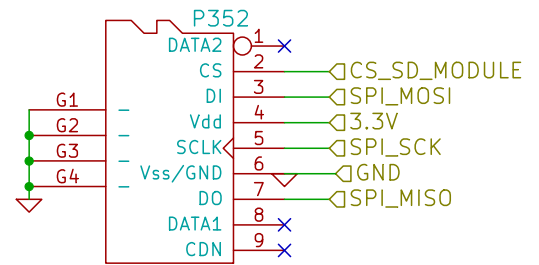 P352
DATA2 1
CS 2 CS_SD_MODULE
DI 3 SPI_MOSI
G1
Vdd 4 3.3V
G2
SCLK 5 SPI_SCK
G3
Vss/GND 6 GND
G4
DO 7 SPI_MISO
DATA1 8
CDN 9